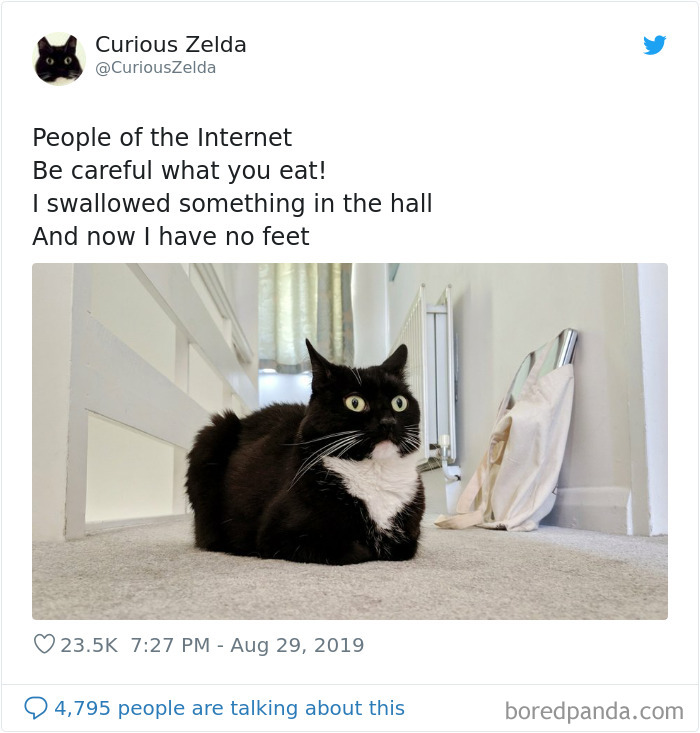 Curious Zelda
@CuriousZelda
People of the Internet
Be careful what you eat!
I swallowed something in the hall
And now I have no feet
23.5K 7:27 PM - Aug 29, 2019
4,795 people are talking about this
boredpanda.com